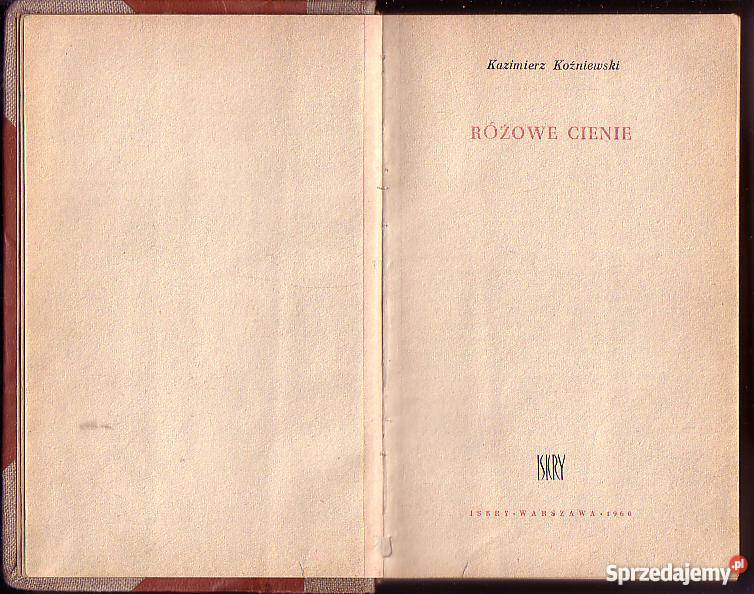 Kazimierz Koźniewski
RÓŻOWE CIENIE
ISKRY
ISKRY • WARSZAWA • 1960
Sprzedajemy.pl